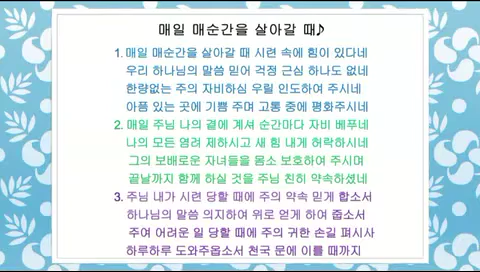 매일 매순간을 살아갈 때♪
1. 매일 매순간을 살아갈 때 시련 속에 힘이 있다네
우리 하나님의 말씀 믿어 걱정 근심 하나도 없네
한량없는 주의 자비하심 우릴 인도하여 주시네
아픔 있는 곳에 기쁨 주며 고통 중에 평화주시네
2. 매일 주님 나의 곁에 계셔 순간마다 자비 베푸네
나의 모든 염려 제하시고 새 힘 내게 허락하시네
그의 보배로운 자녀들을 몸소 보호하여 주시며
끝날까지 함께 하실 것을 주님 친히 약속하셨네
3. 주님 내가 시련 당할 때에 주의 약속 믿게 합소서
하나님의 말씀 의지하여 위로 얻게 하여 줍소서
주여 어려운 일 당할 때에 주의 귀한 손길 펴시사
하루하루 도와주옵소서 천국 문에 이를 때까지